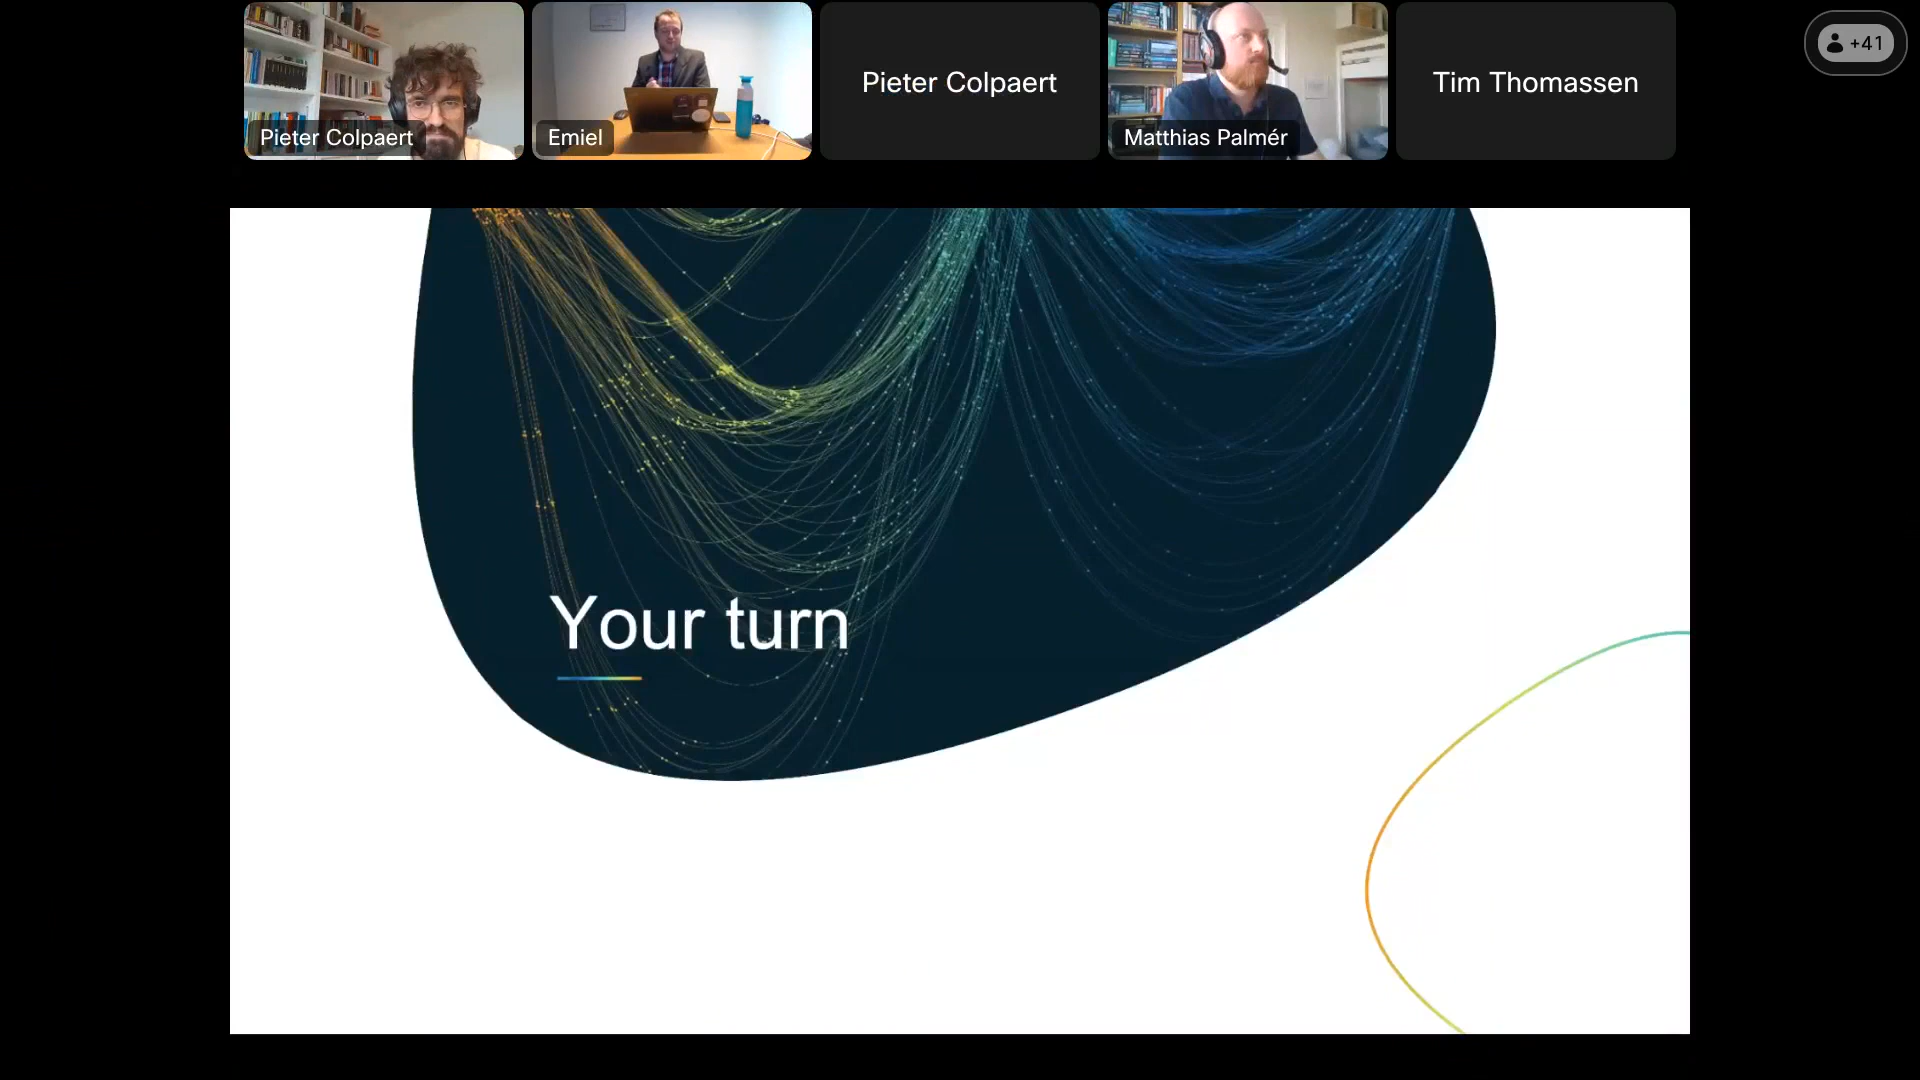 Pieter Colpaert
Emiel
Pieter Colpaert
Matthias Palmér
Tim Thomassen
+41
Your turn